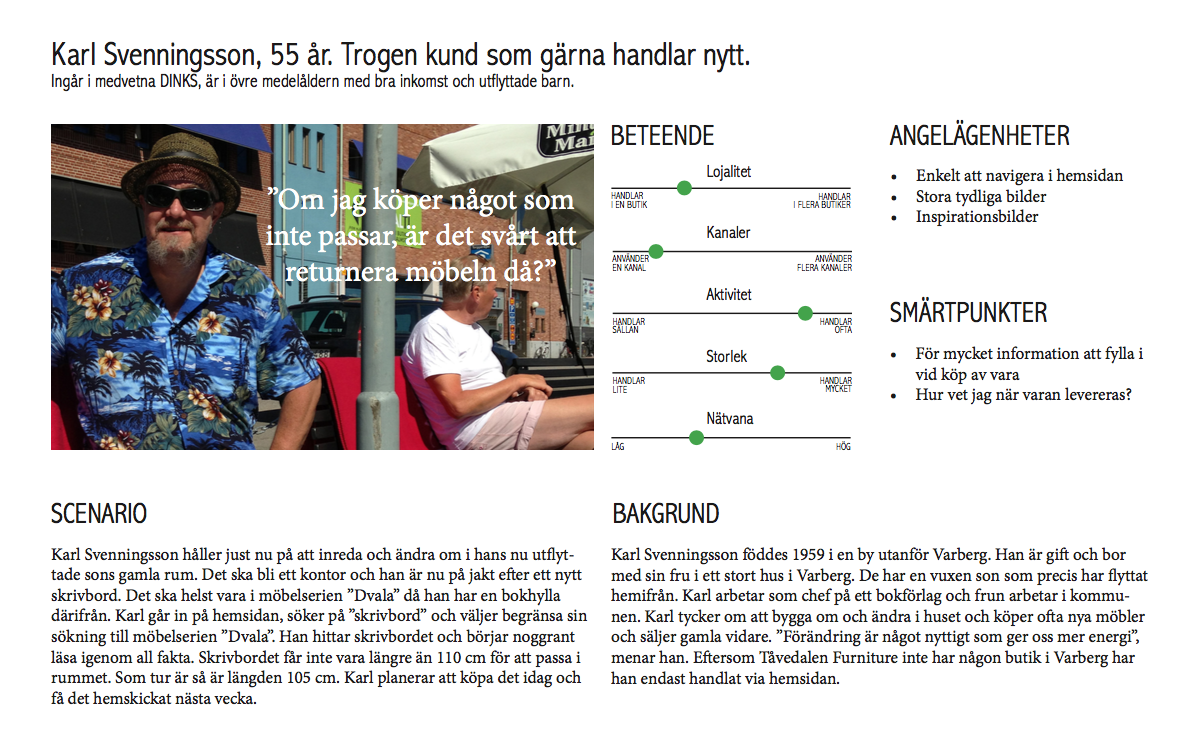 Karl Svenningsson, 55 år. Trogen kund som gärna handlar nytt.
Ingår i medvetna DINKS, är i övre medelåldern med bra inkomst och utflyttade barn.
”Om jag köper något som
inte passar, är det svårt att
returnera möbeln då?”
BETEENDE
Lojalitet
HANDLAR
I EN BUTIK
HANDLAR
I FLERA BUTIKER
Kanaler
ANVÄNDER
EN KANAL
ANVÄNDER
FLERA KANALER
Aktivitet
HANDLAR
SÄLLAN
HANDLAR
OFTA
Storlek
HANDLAR
LITE
HANDLAR
MYCKET
Nätvana
LÅG
HÖG
ANGELÄGENHETER
• Enkelt att navigera i hemsidan
• Stora tydliga bilder
• Inspirationsbilder
SMÄRTPUNKTER
• För mycket information att fylla i
vid köp av vara
• Hur vet jag när varan levereras?
SCENARIO
Karl Svenningsson håller just nu på att inreda och ändra om i hans nu utflyt-
tade sons gamla rum. Det ska bli ett kontor och han är nu på jakt efter ett nytt
skrivbord. Det ska helst vara i möbelserien ”Dvala” då han har en bokhylla
därifrån. Karl går in på hemsidan, söker på ”skrivbord” och väljer begränsa sin
sökning till möbelserien ”Dvala”. Han hittar skrivbordet och börjar noggrant
läsa igenom all fakta. Skrivbordet får inte vara längre än 110 cm för att passa i
rummet. Som tur är så är längden 105 cm. Karl planerar att köpa det idag och
få det hemskickat nästa vecka.
BAKGRUND
Karl Svenningsson föddes 1959 i en by utanför Varberg. Han är gift och bor
med sin fru i ett stort hus i Varberg. De har en vuxen son som precis har flyttat
hemifrån. Karl arbetar som chef på ett bokförlag och frun arbetar i kommu-
nen. Karl tycker om att bygga om och ändra i huset och köper ofta nya möbler
och säljer gamla vidare. ”Förändring är något nyttigt som ger oss mer energi”,
menar han. Eftersom Tåvedalen Furniture inte har någon butik i Varberg har
han endast handlat via hemsidan.